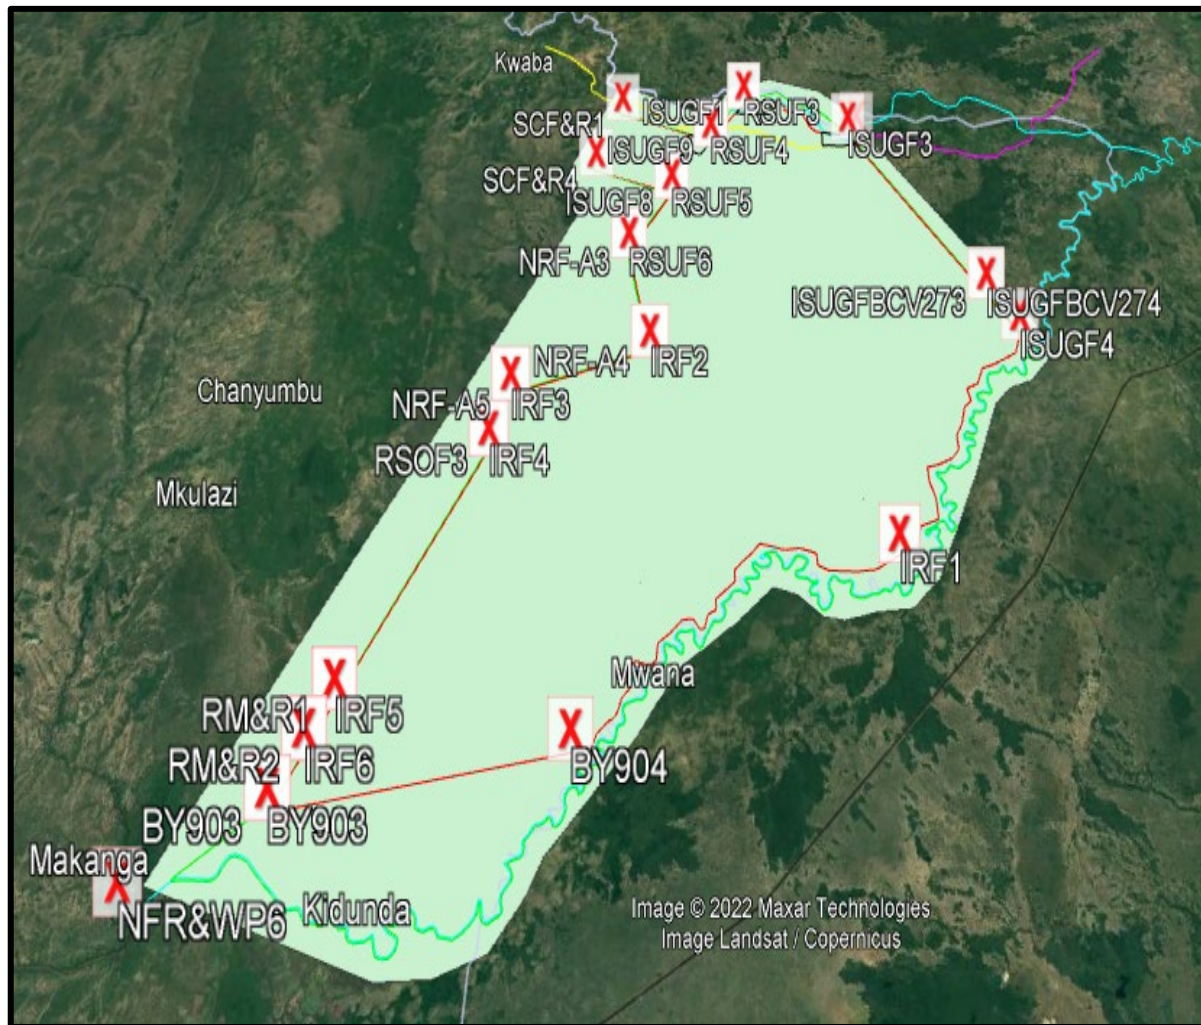 Kwaba
ISUGF1 RSUF3
SCF&R1
ISUGF3
ISUGF9 RSUF4
SCF&R4
ISUGF8 RSUF5
NRF-A3 RSUF6
ISUGFBCV273 ISUGFBCV274
ISUGF4
NRF-A4 IRF2
Chanyumbu
NRF-A5 IRF3
RSOF3 IRF4
Mkulazi
IRF1
Mwana
RM&R1 IRF5
RM&R2 IRF6
BY904
BY903 BY903
Makanga
NFR&WP6
Kidunda
Image © 2022 Maxar Technologies
Image Landsat / Copernicus